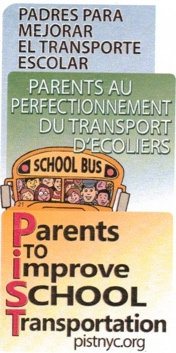 PADRES PARA
MEJORAR
EL TRANSPORTE
ESCOLAR
PARENTS AU
PERFECTIONNEMENT
DU TRANSPORT
D'ECOLIERS
SCHOOL BUS
Parents
TO
improve
SCHOOL
Transportation
pistnyc.org